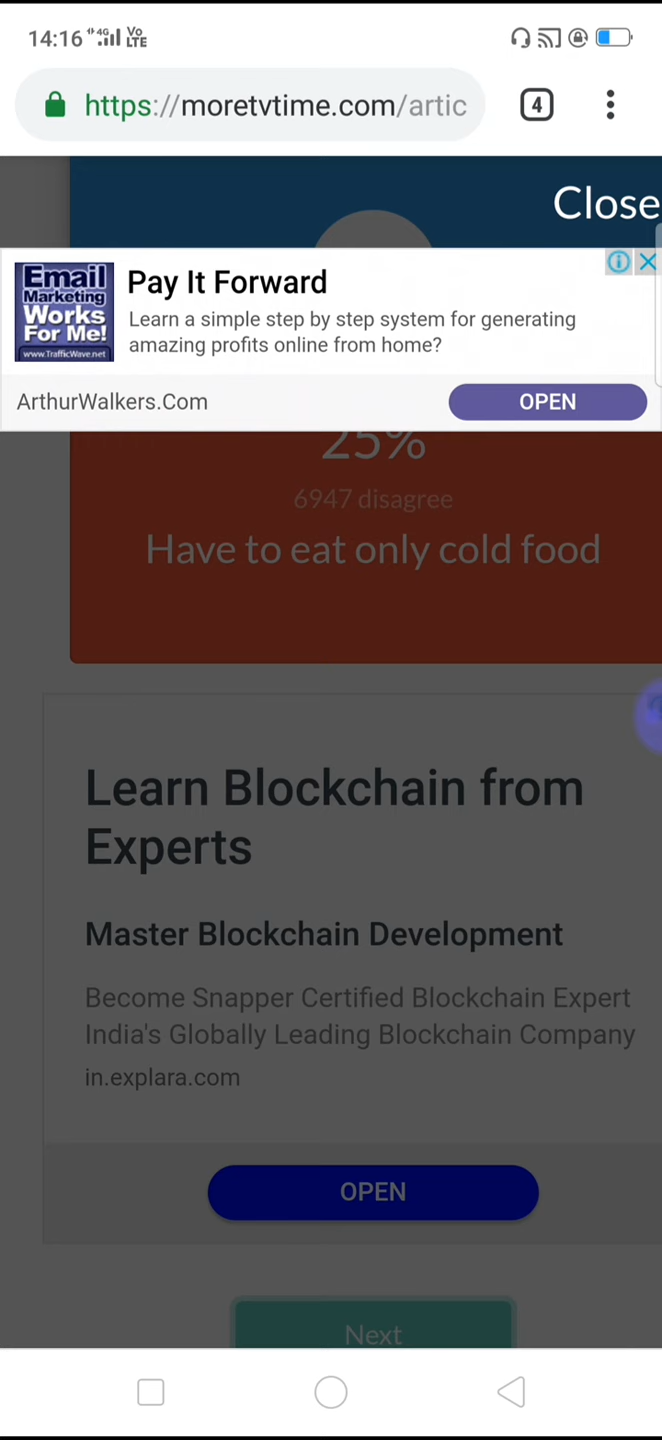 14:16 4G Vo LTE
https://moretvtime.com/artic 4
Close
Email
Marketing
Works
For Me!
www.TrafficWave.net
Pay It Forward
Learn a simple step by step system for generating
amazing profits online from home?
ArthurWalkers.Com OPEN
25%
6947 disagree
Have to eat only cold food
Learn Blockchain from
Experts
Master Blockchain Development
Become Snapper Certified Blockchain Expert
India's Globally Leading Blockchain Company
in.explara.com
OPEN
Next